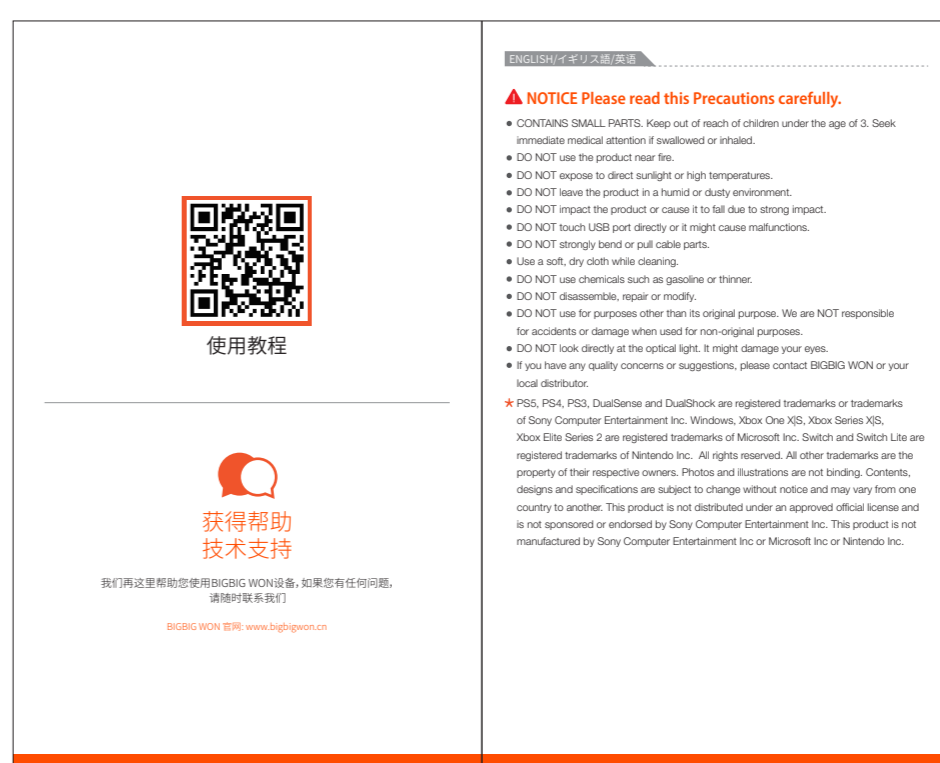 使用教程
获得帮助
技术支持
我们再这里帮助您使用BIGBIG WON设备，如果您有任何问题，
请随时联系我们
BIGBIG WON 官网: www.bigbigwon.cn
ENGLISH/イギリス語/英语
NOTICE Please read this Precautions carefully.
● CONTAINS SMALL PARTS. Keep out of reach of children under the age of 3. Seek
immediate medical attention if swallowed or inhaled.
● DO NOT use the product near fire.
● DO NOT expose to direct sunlight or high temperatures.
● DO NOT leave the product in a humid or dusty environment.
● DO NOT impact the product or cause it to fall due to strong impact.
● DO NOT touch USB port directly or it might cause malfunctions.
● DO NOT strongly bend or pull cable parts.
● Use a soft, dry cloth while cleaning.
● DO NOT use chemicals such as gasoline or thinner.
● DO NOT disassemble, repair or modify.
● DO NOT use for purposes other than its original purpose. We are NOT responsible
for accidents or damage when used for non-original purposes.
● DO NOT look directly at the optical light. It might damage your eyes.
● If you have any quality concerns or suggestions, please contact BIGBIG WON or your
local distributor.
* PS5, PS4, PS3, DualSense and DualShock are registered trademarks or trademarks
of Sony Computer Entertainment Inc. Windows, Xbox One X|S, Xbox Series X|S,
Xbox Elite Series 2 are registered trademarks of Microsoft Inc. Switch and Switch Lite are
registered trademarks of Nintendo Inc. All rights reserved. All other trademarks are the
property of their respective owners. Photos and illustrations are not binding. Contents,
designs and specifications are subject to change without notice and may vary from one
country to another. This product is not distributed under an approved official license and
is not sponsored or endorsed by Sony Computer Entertainment Inc. This product is not
manufactured by Sony Computer Entertainment Inc or Microsoft Inc or Nintendo Inc.